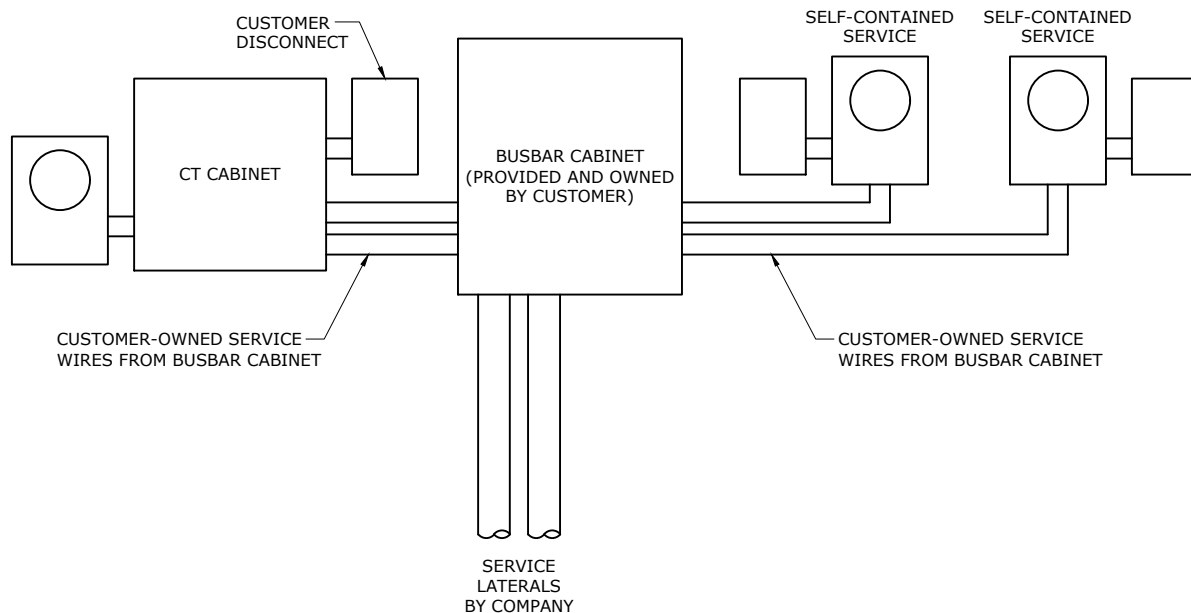 CUSTOMER
DISCONNECT
SELF-CONTAINED
SERVICE
SELF-CONTAINED
SERVICE
CT CABINET
BUSBAR CABINET
(PROVIDED AND OWNED
BY CUSTOMER)
CUSTOMER-OWNED SERVICE
WIRES FROM BUSBAR CABINET
CUSTOMER-OWNED SERVICE
WIRES FROM BUSBAR CABINET
SERVICE
LATERALS
BY COMPANY